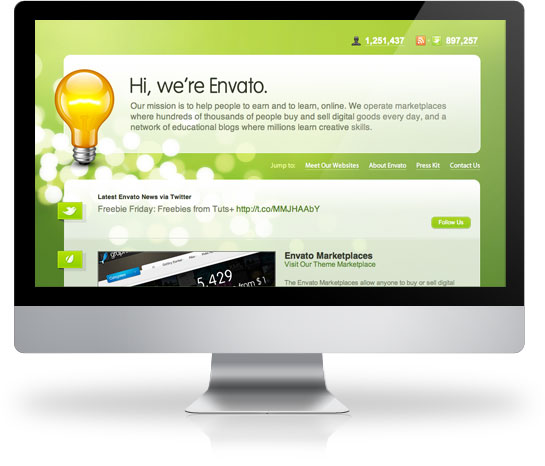 1,251,437 897,257
Hi, we're Envato.
Our mission is to help people to earn and to learn, online. We operate marketplaces
where hundreds of thousands of people buy and sell digital goods every day, and a
network of educational blogs where millions learn creative skills.
Jump to: Meet Our Websites About Envato Press Kit Contact Us
Latest Envato News via Twitter
Freebie Friday: Freebies from Tuts+ http://t.co/MMJHAAbY
Follow Us
Envato Marketplaces
Visit Our Theme Marketplace
The Envato Marketplaces allow anyone to buy or sell digital
5,429
from $1